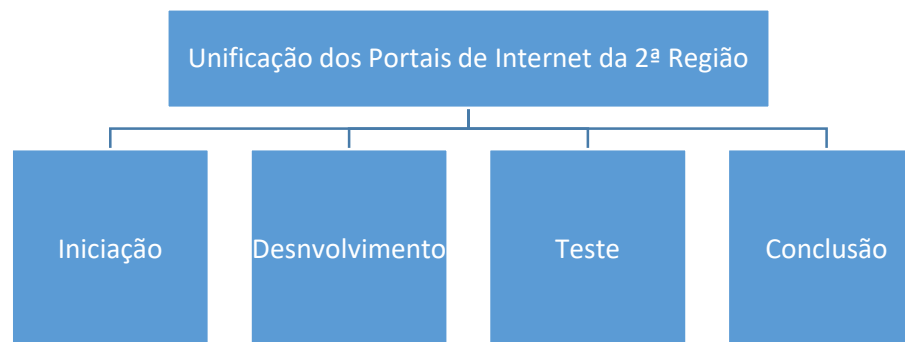 Unificação dos Portais de Internet da 2ª Região
Iniciação
Desnvolvimento
Teste
Conclusão